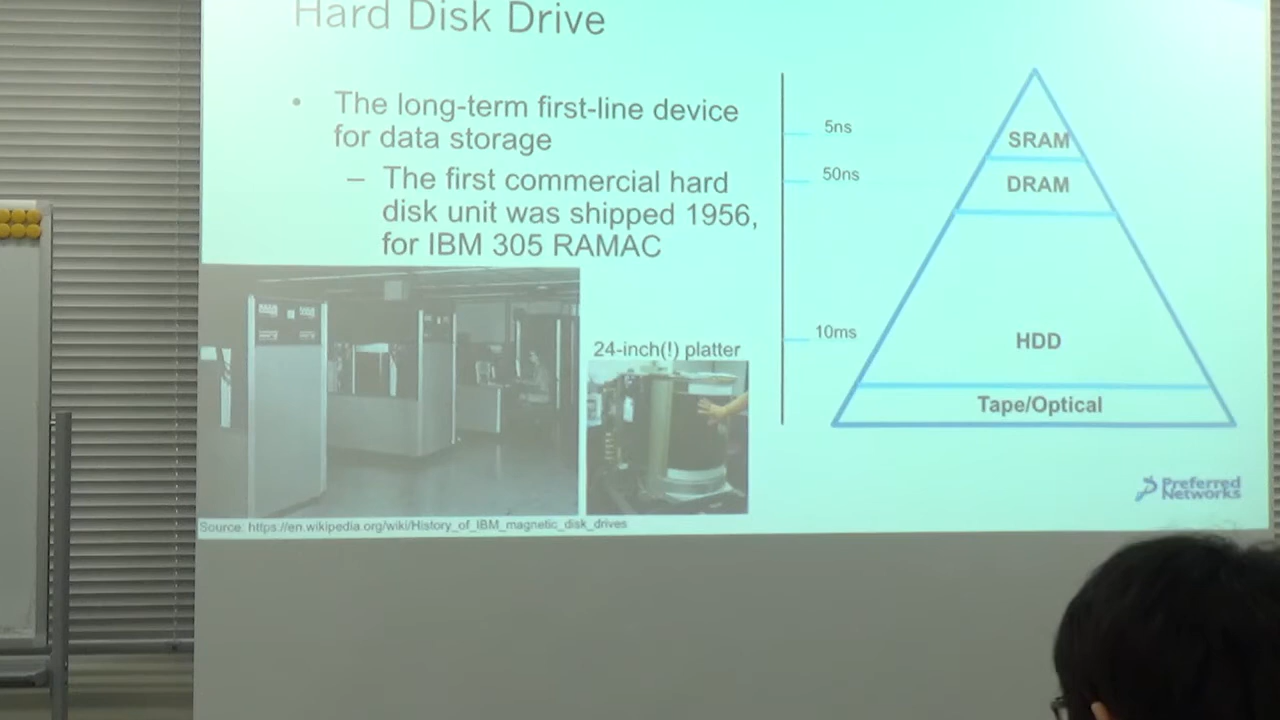 Hard Disk Drive
• The long-term first-line device
for data storage
– The first commercial hard
disk unit was shipped 1956,
for IBM 305 RAMAC
24-inch(!) platter
Source: https://en.wikipedia.org/wiki/History_of_IBM_magnetic_disk_drives
5ns
50ns
10ms
SRAM
DRAM
HDD
Tape/Optical
Preferred
Networks